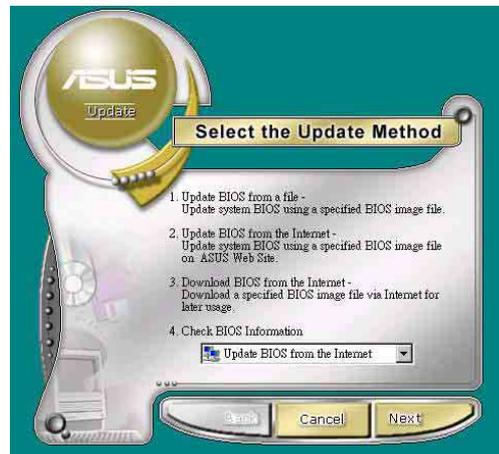 ASUS
Update
Select the Update Method
1. Update BIOS from a file -
Update system BIOS using a specified BIOS image file.
2. Update BIOS from the Internet -
Update system BIOS using a specified BIOS image file
on ASUS Web Site.
3. Download BIOS from the Internet -
Download a specified BIOS image file via Internet for
later usage.
4. Check BIOS Information
Update BIOS from the Internet
Back
Cancel
Next